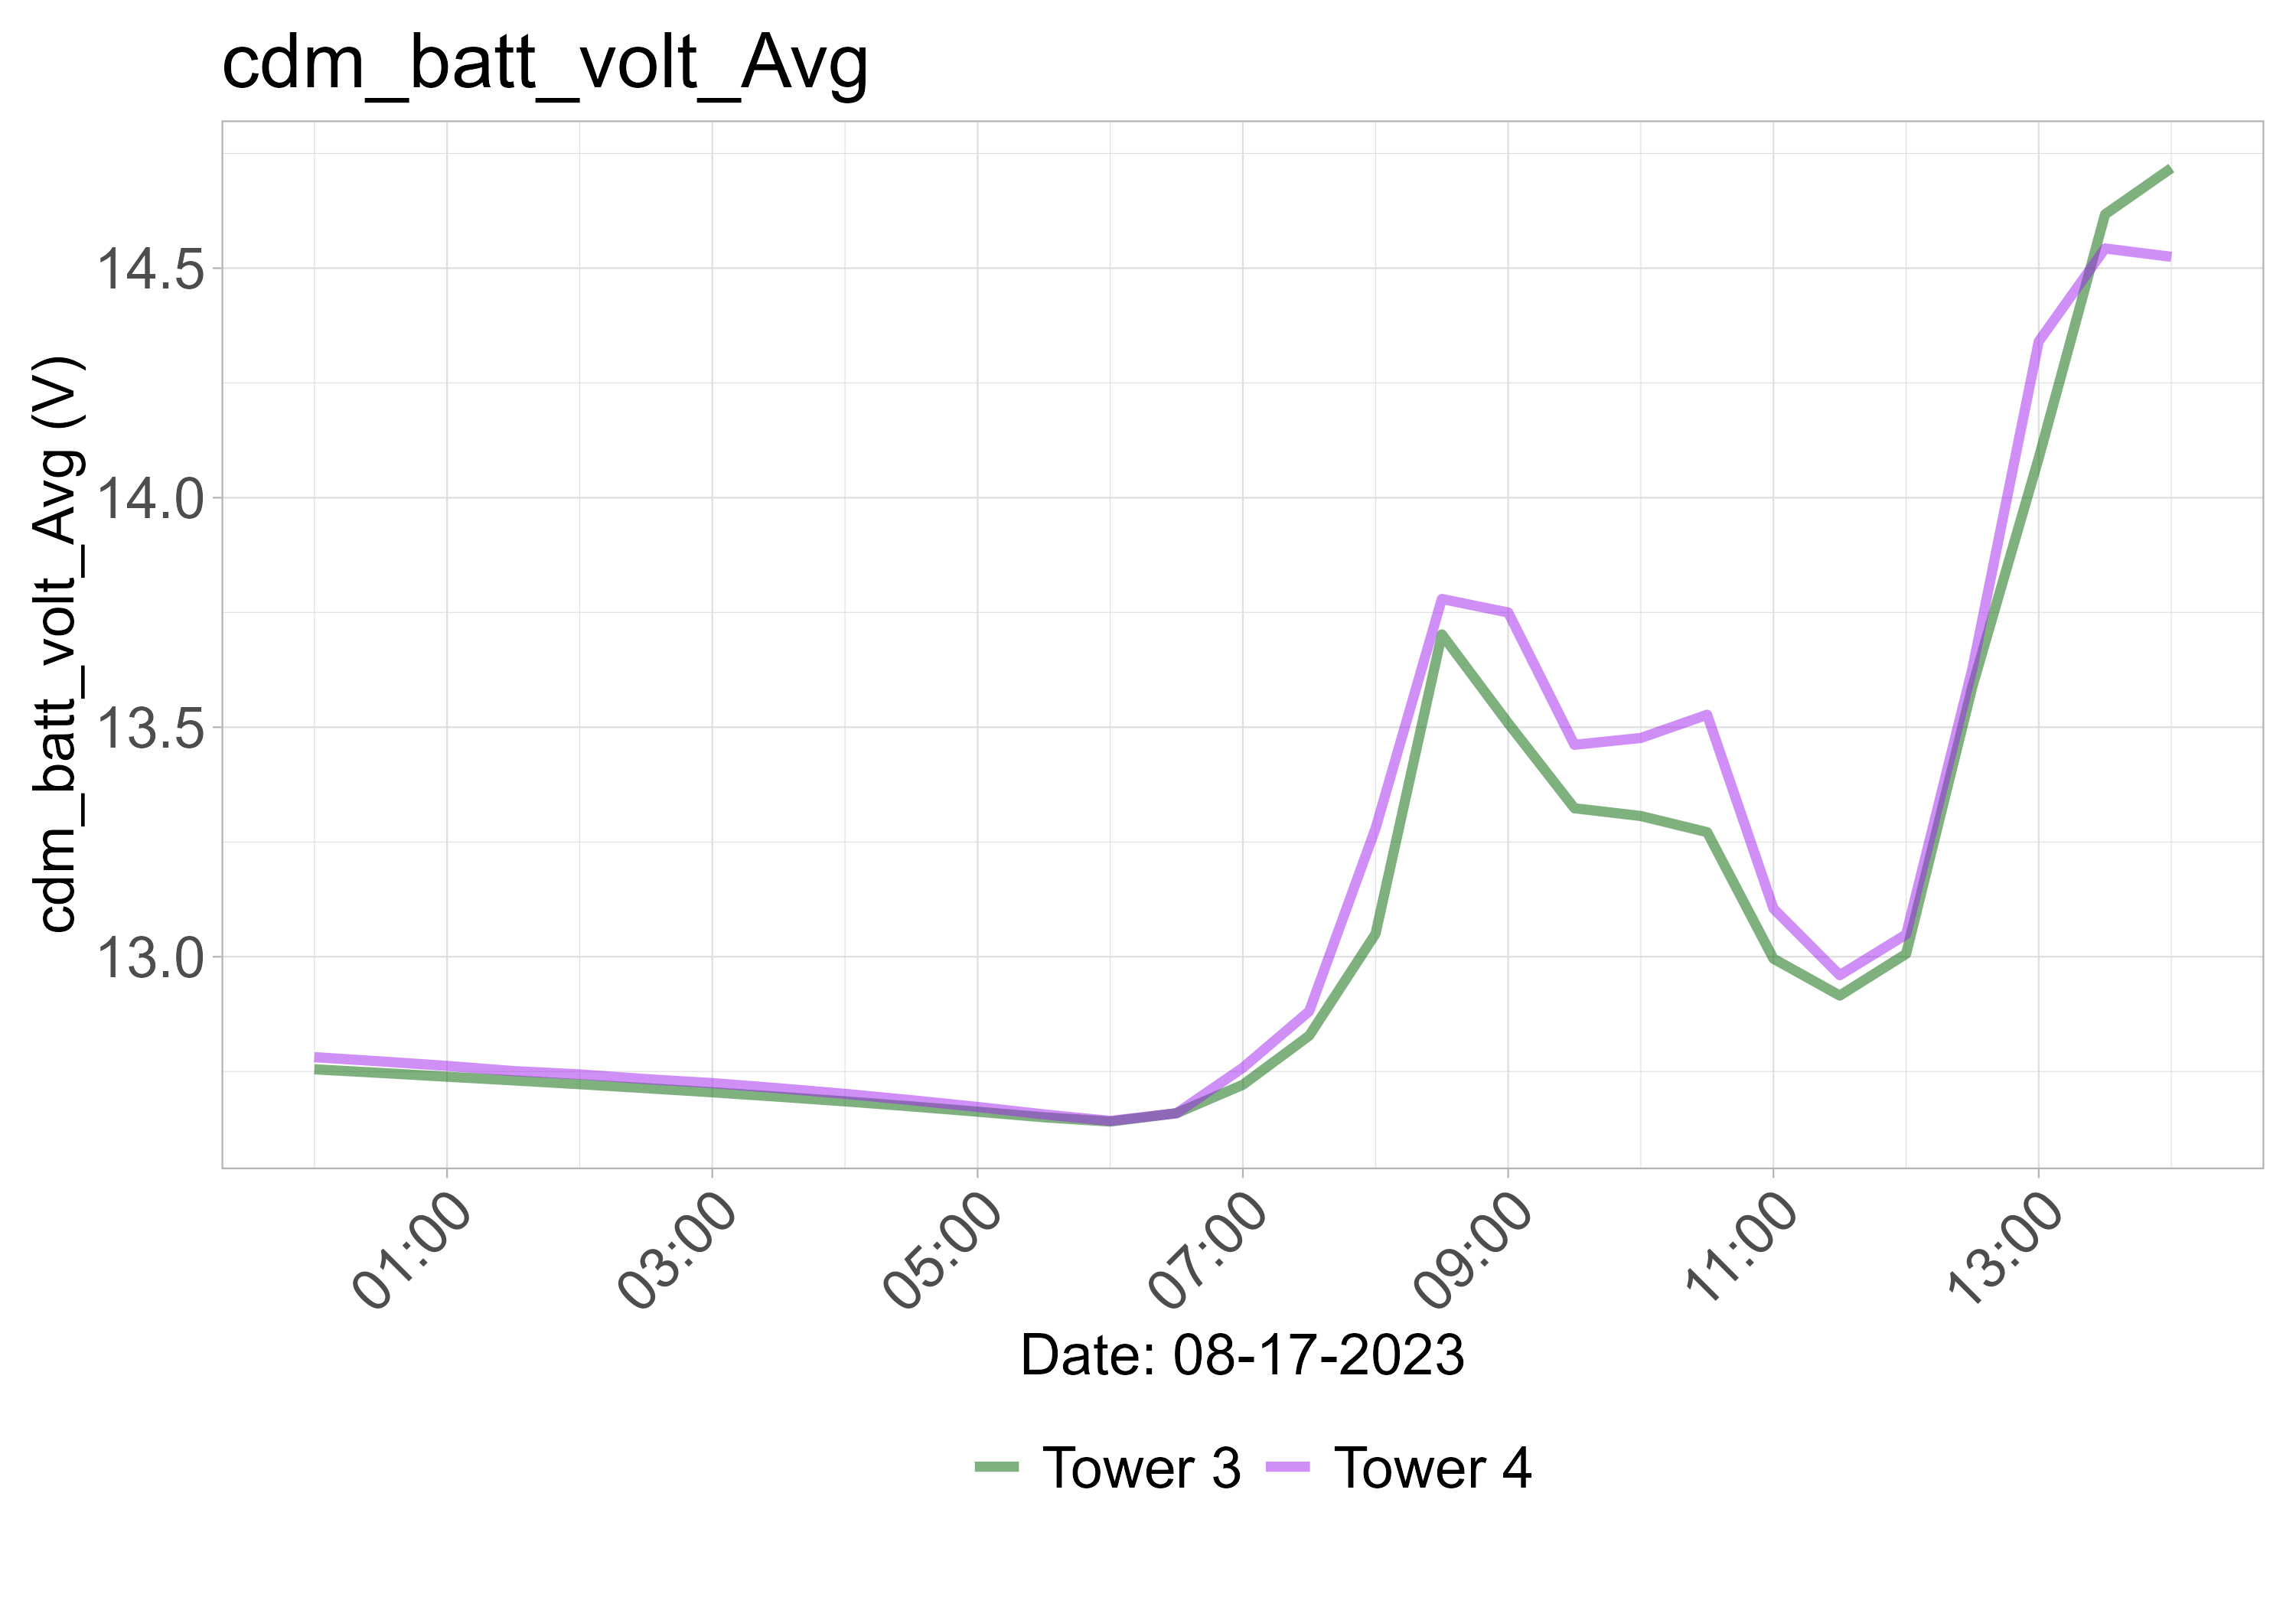 cdm_batt_volt_Avg
cdm_batt_volt_Avg (V)
14.5
14.0
13.5
13.0
01:00
03:00
05:00
07:00
09:00
11:00
13:00
Date: 08-17-2023
Tower 3
Tower 4